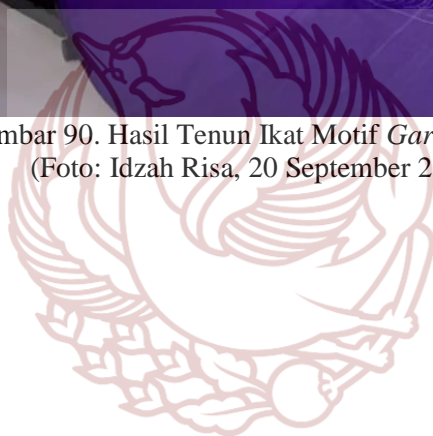 mbar 90. Hasil Tenun Ikat Motif Gar
(Foto: Idzah Risa, 20 September 2